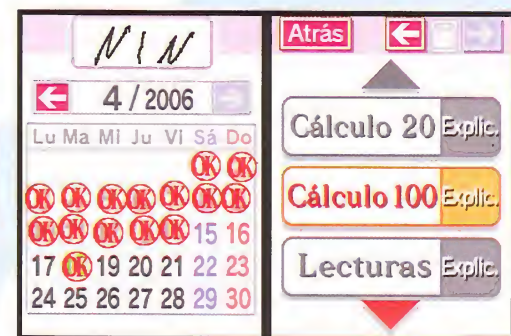 NIN
4 / 2006
Lu Ma Mi Ju Vi Sá Do
OK OK
OK OK OK OK OK OK OK
OK OK OK OK OK 15 16
17 OK 19 20 21 22 23
24 25 26 27 28 29 30
Atrás
Cálculo 20 Explic.
Cálculo 100 Explic.
Lecturas Explic.